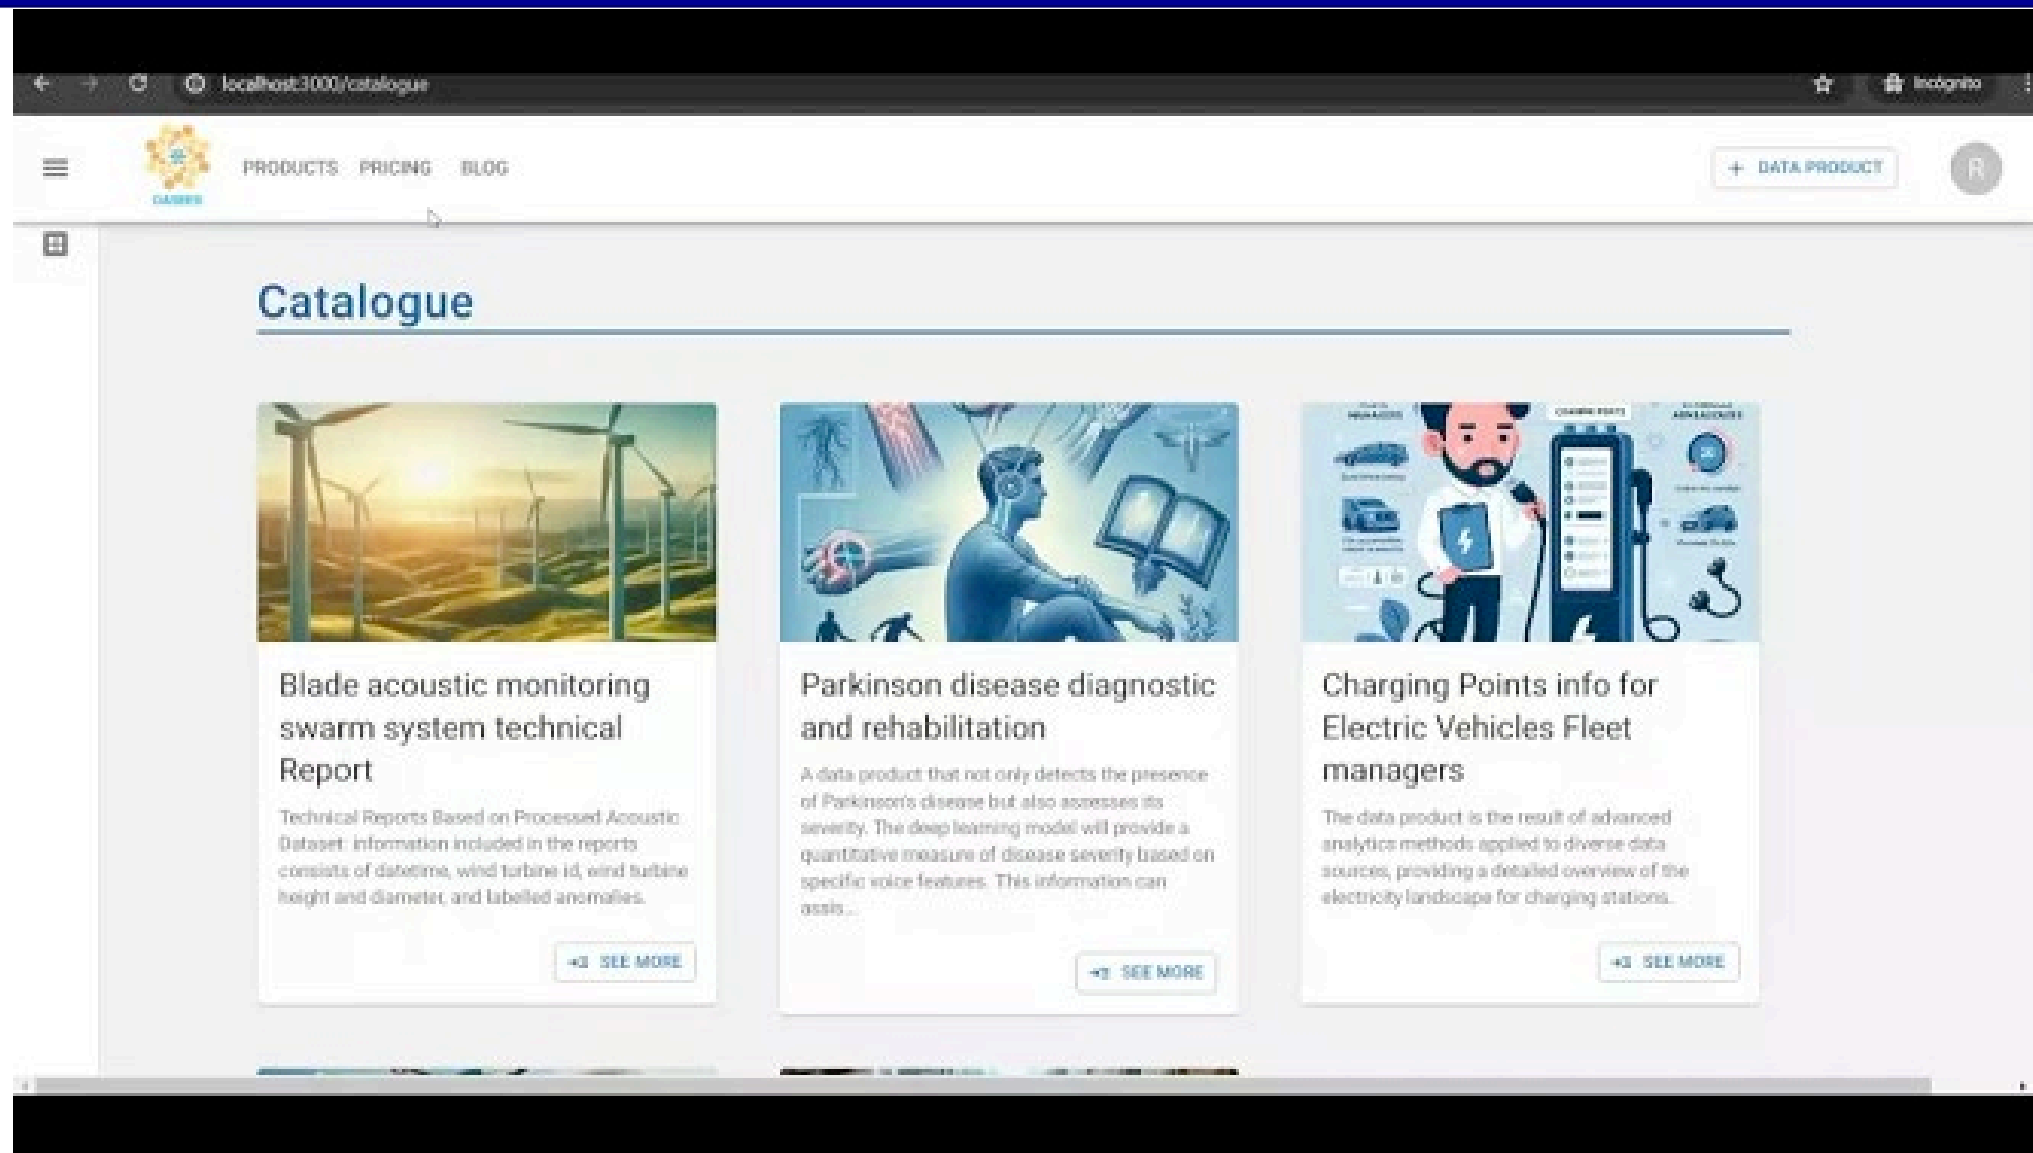 localhost:3000/catalogue
Incógnito
PRODUCTS PRICING BLOG
+ DATA PRODUCT
R
Catalogue
Blade acoustic monitoring
swarm system technical
Report
Technical Reports Based on Processed Acoustic
Dataset: information included in the reports
consists of datetime, wind turbine id, wind turbine
height and diameter, and labelled anomalies.
SEE MORE
Parkinson disease diagnostic
and rehabilitation
A data product that not only detects the presence
of Parkinson's disease but also assesses its
severity. The deep learning model will provide a
quantitative measure of disease severity based on
specific voice features. This information can
assis...
SEE MORE
Charging Points info for
Electric Vehicles Fleet
managers
The data product is the result of advanced
analytics methods applied to diverse data
sources, providing a detailed overview of the
electricity landscape for charging stations.
SEE MORE